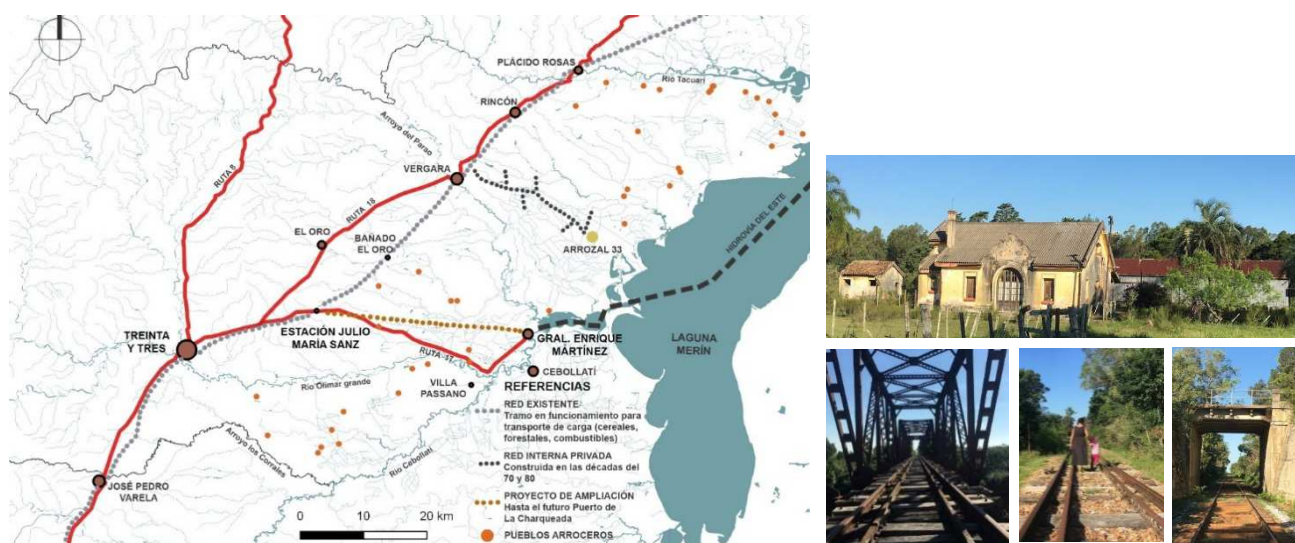 PLÁCIDO ROSAS
Río Tacuarí
RINCÓN
Arroyo del Parao
VERGARA
RUTA 8
RUTA 18
EL ORO
BAÑADO
EL ORO
ARROZAL 33
HIDROVÍA DEL ESTE
TREINTA
Y TRES
ESTACIÓN JULIO
MARÍA SANZ
GRAL. ENRIQUE
MÁRTÍNEZ
LAGUNA
MERÍN
RUTA 17
CEBOLLATÍ
Río Olimar grande
VILLA
PASSANO
Arroyo los Corrales
Río Cebollatí
JOSÉ PEDRO
VARELA
REFERENCIAS
RED EXISTENTE
Tramo en funcionamiento para
transporte de carga (cereales,
forestales, combustibles)
RED INTERNA PRIVADA
Construida en las décadas del
70 y 80
PROYECTO DE AMPLIACIÓN
Hasta el futuro Puerto de
La Charqueada
PUEBLOS ARROCEROS
0 10 20 km